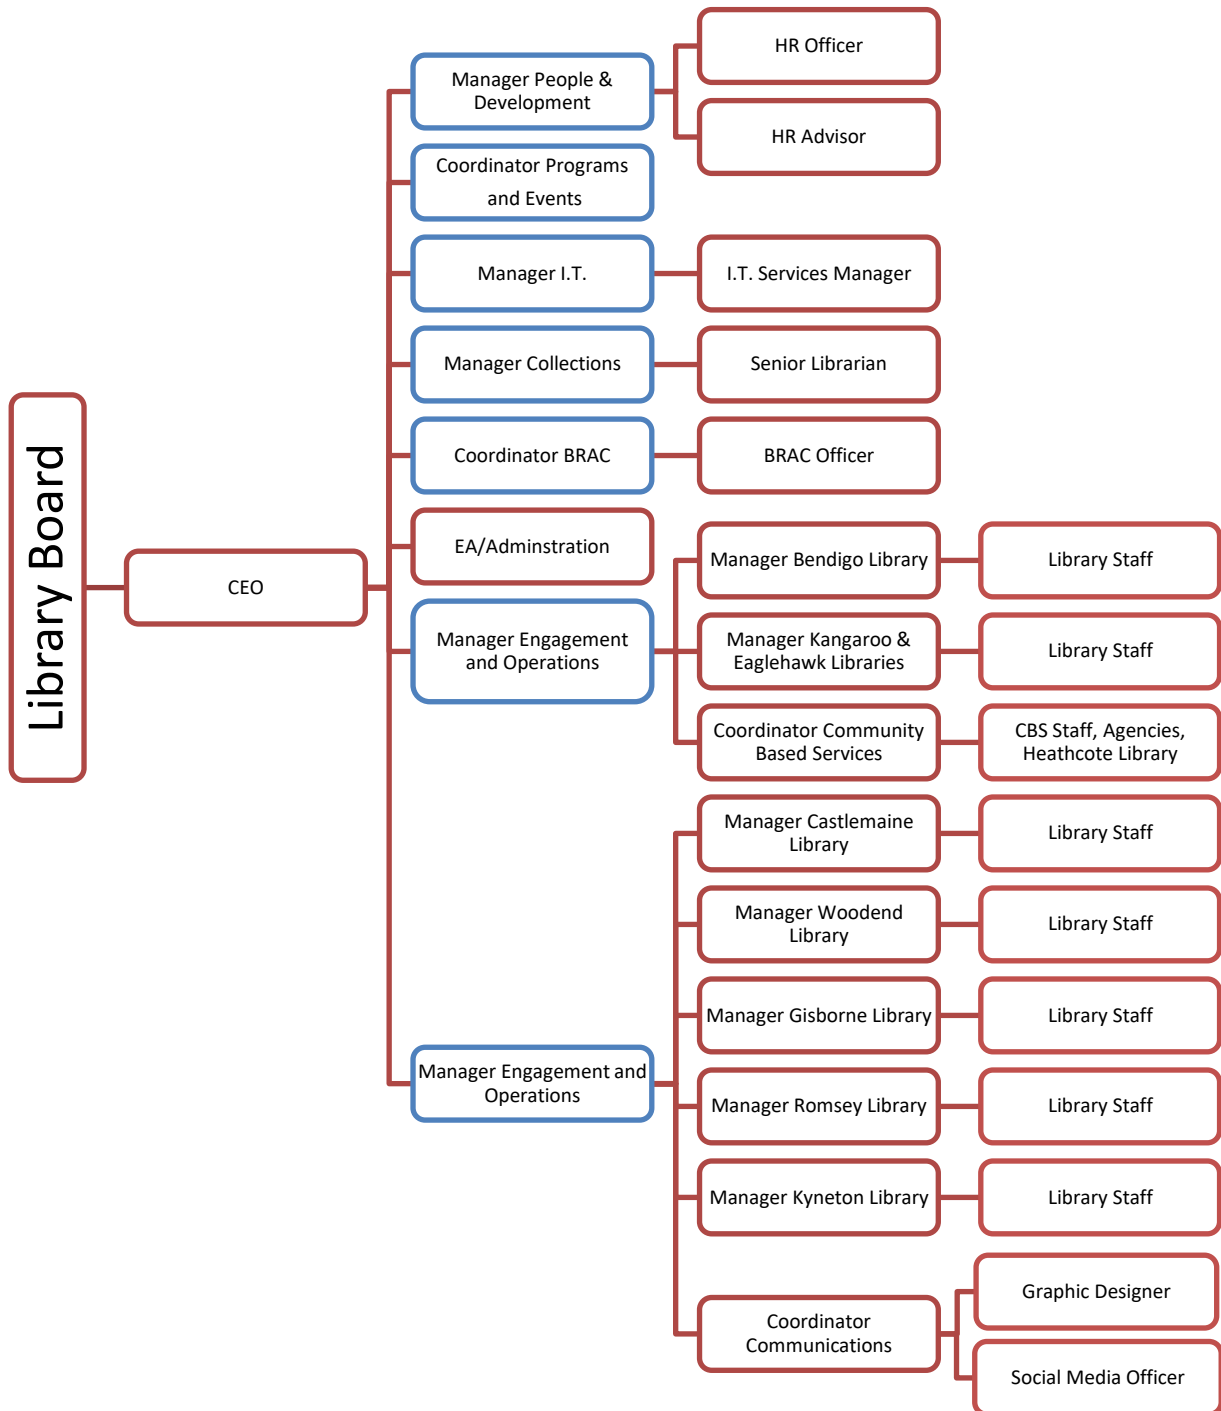 Library Board
CEO
Manager People &
Development
HR Officer
HR Advisor
Coordinator Programs
and Events
Manager I.T.
I.T. Services Manager
Manager Collections
Senior Librarian
Coordinator BRAC
BRAC Officer
EA/Adminstration
Manager Engagement
and Operations
Manager Bendigo Library
Library Staff
Manager Kangaroo &
Eaglehawk Libraries
Library Staff
Coordinator Community
Based Services
CBS Staff, Agencies,
Heathcote Library
Manager Engagement and
Operations
Manager Castlemaine
Library
Library Staff
Manager Woodend
Library
Library Staff
Manager Gisborne Library
Library Staff
Manager Romsey Library
Library Staff
Manager Kyneton Library
Library Staff
Coordinator
Communications
Graphic Designer
Social Media Officer